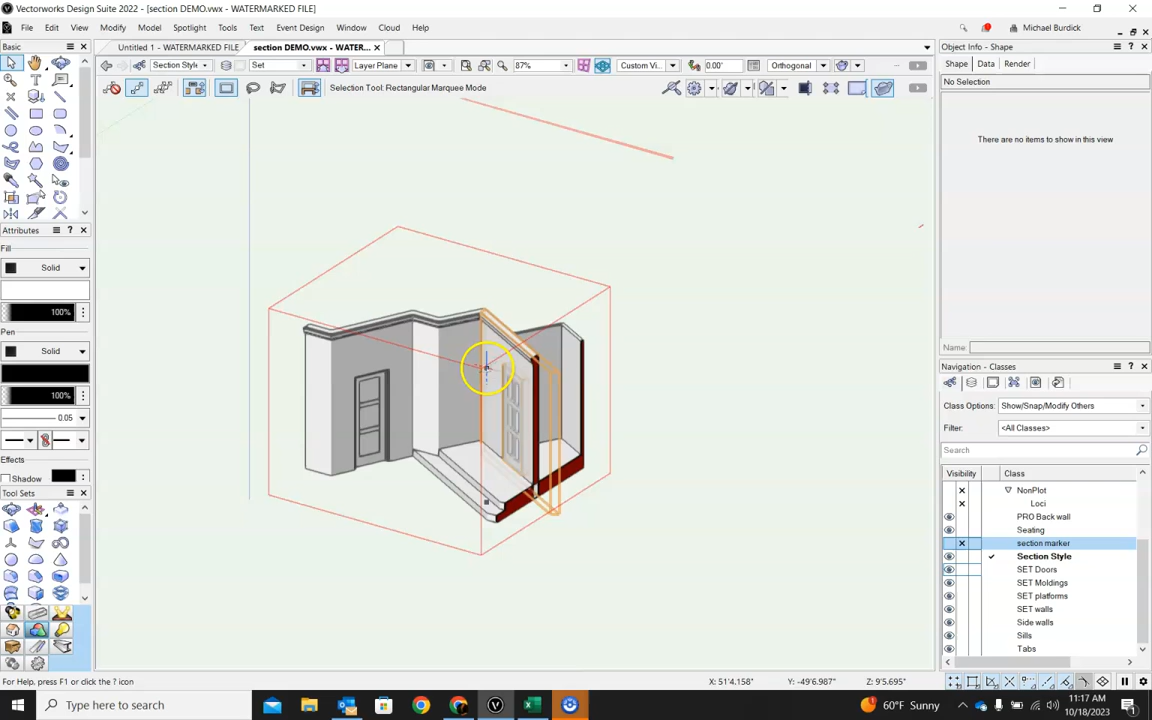 Vectorworks Design Suite 2022 - [section DEMO.vwx - WATERMARKED FILE]
File Edit View Modify Model Spotlight Tools Text Event Design Window Cloud Help
Michael Burdick
Basic
Untitled 1 - WATERMARKED FILE
section DEMO.vwx - WATER...
Section Style
Set
Layer Plane
87%
Custom Vi...
0.00°
Orthogonal
Selection Tool: Rectangular Marquee Mode
Object Info - Shape
Shape Data Render
No Selection
There are no items to show in this view
Name:
Attributes
Fill
Solid
100%
Pen
Solid
100%
0.05
Effects
Shadow
Tool Sets
Navigation - Classes
Class Options: Show/Snap/Modify Others
Filter: <All Classes>
Search
Visibility Class
NonPlot
Loci
PRO Back wall
Seating
section marker
Section Style
SET Doors
SET Moldings
SET platforms
SET walls
Side walls
Sills
Tabs
For Help, press F1 or click the ? icon
X: 51'4.158" Y: -49'6.987" Z: 9'5.695"
Type here to search
60°F Sunny
11:17 AM
10/18/2023
1